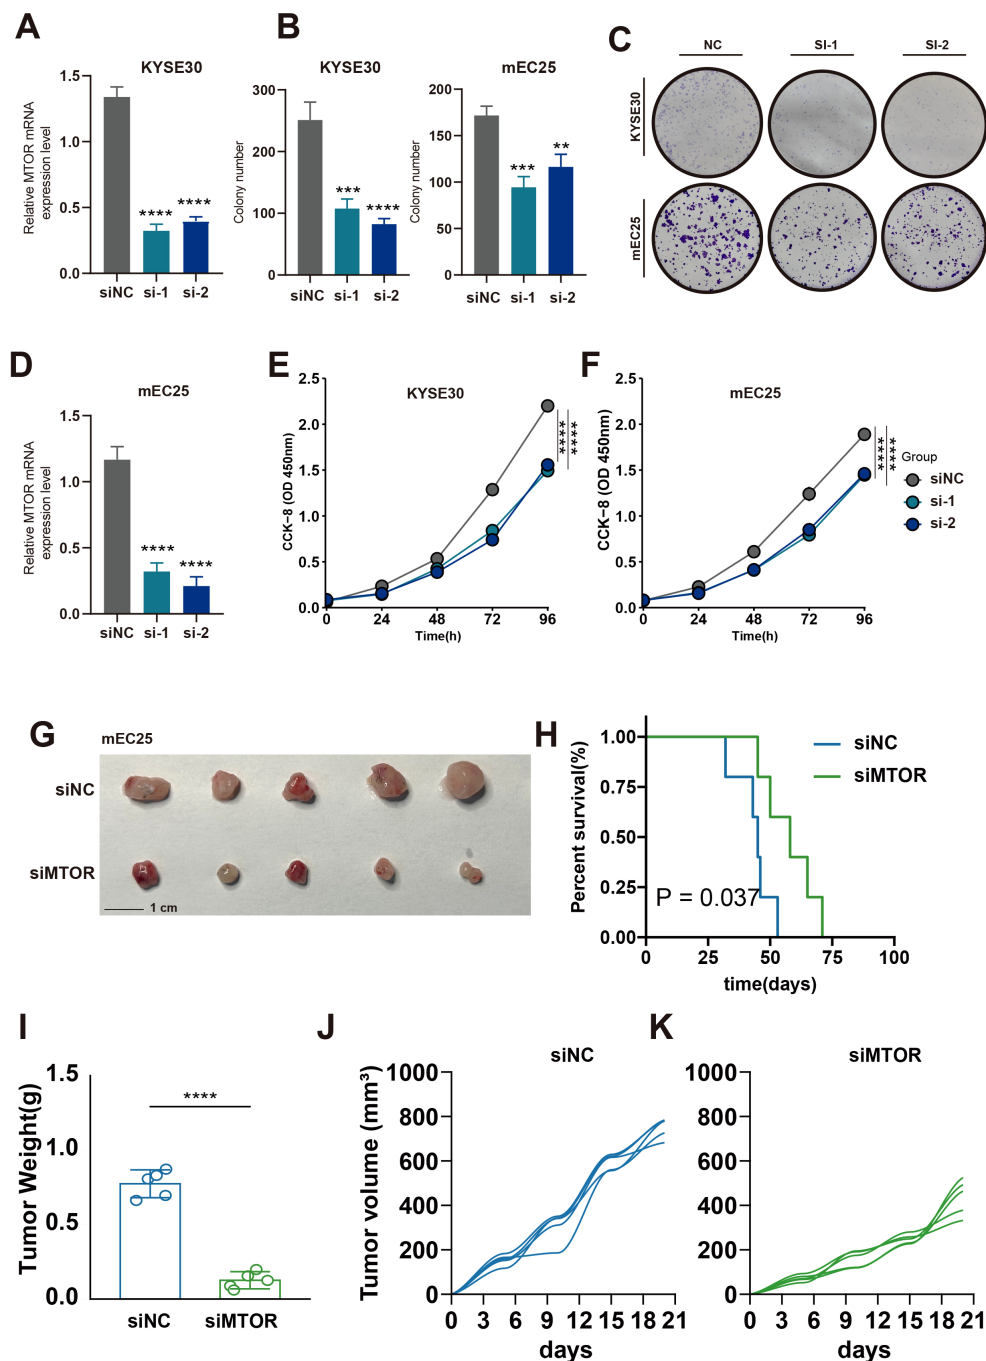 A
KYSE30
Relative MTOR mRNA
expression level
1.5
1.0
0.5
0.0
****
****
siNC
si-1
si-2
B
KYSE30
Colony number
300
200
100
0
***
****
siNC
si-1
si-2
mEC25
Colony number
200
150
100
50
0
***
**
siNC
si-1
si-2
C
NC
SI-1
SI-2
KYSE30
mEC25
D
mEC25
Relative MTOR mRNA
expression level
1.5
1.0
0.5
0.0
****
****
siNC
si-1
si-2
E
KYSE30
CCK−8 (OD 450nm)
2.5
2.0
1.5
1.0
0.5
0.0
****
****
0
24
48
72
96
Time(h)
F
mEC25
CCK−8 (OD 450nm)
2.5
2.0
1.5
1.0
0.5
0.0
****
****
0
24
48
72
96
Time(h)
Group
siNC
si-1
si-2
G
mEC25
siNC
siMTOR
1 cm
H
Percent survival(%)
1.00
0.75
0.50
0.25
0.00
P = 0.037
siNC
siMTOR
0
25
50
75
100
time(days)
I
Tumor Weight(g)
1.5
1.0
0.5
0.0
****
siNC
siMTOR
J
siNC
Tumor volume (mm³)
1000
800
600
400
200
0
0 3 6 9 12 15 18 21
days
K
siMTOR
1000
800
600
400
200
0
0 3 6 9 12 15 18 21
days